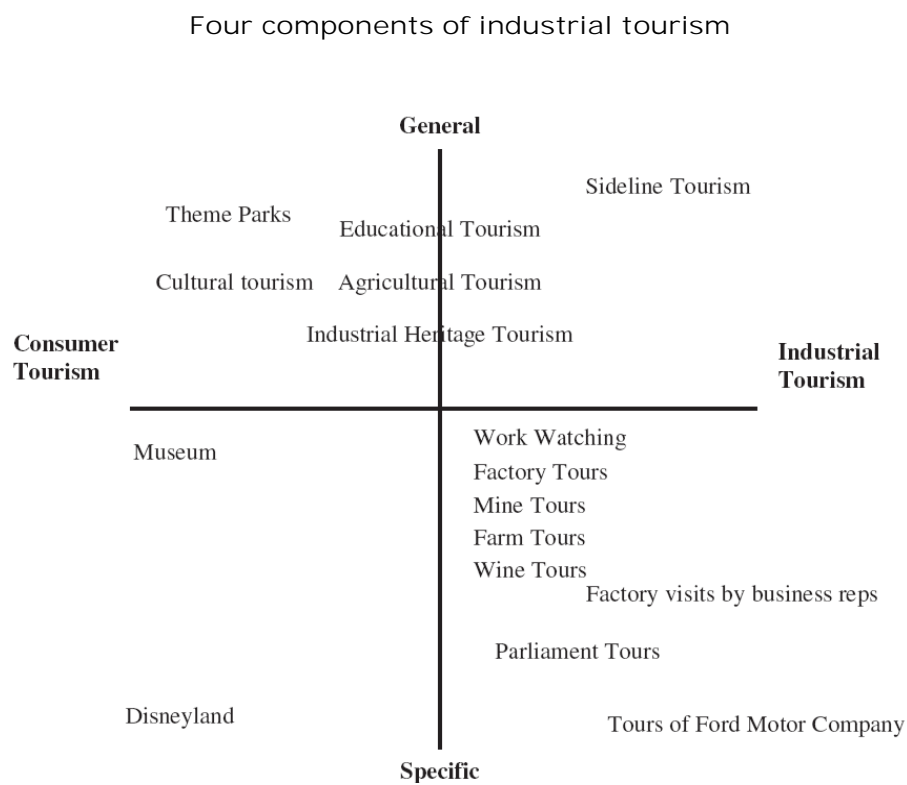 Four components of industrial tourism
General
Sideline Tourism
Theme Parks
Educational Tourism
Cultural tourism
Agricultural Tourism
Industrial Heritage Tourism
Consumer
Tourism
Industrial
Tourism
Museum
Work Watching
Factory Tours
Mine Tours
Farm Tours
Wine Tours
Factory visits by business reps
Parliament Tours
Disneyland
Tours of Ford Motor Company
Specific